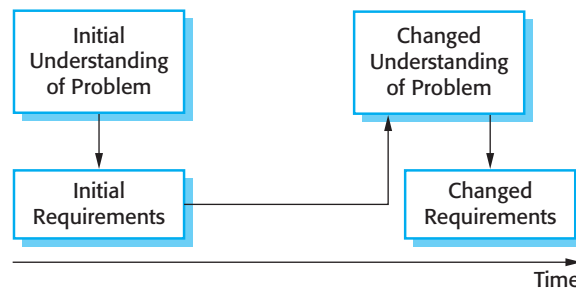 Initial
Understanding
of Problem
Changed
Understanding
of Problem
Initial
Requirements
Changed
Requirements
Time